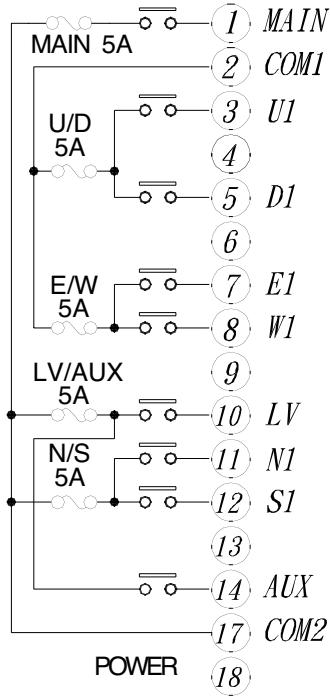 1 MAIN
MAIN 5A
2 COM1
U/D
5A
3 U1
4
5 D1
6
E/W
5A
7 E1
8 W1
9
LV/AUX
5A
10 LV
N/S
5A
11 N1
12 S1
13
14 AUX
17 COM2
POWER 18